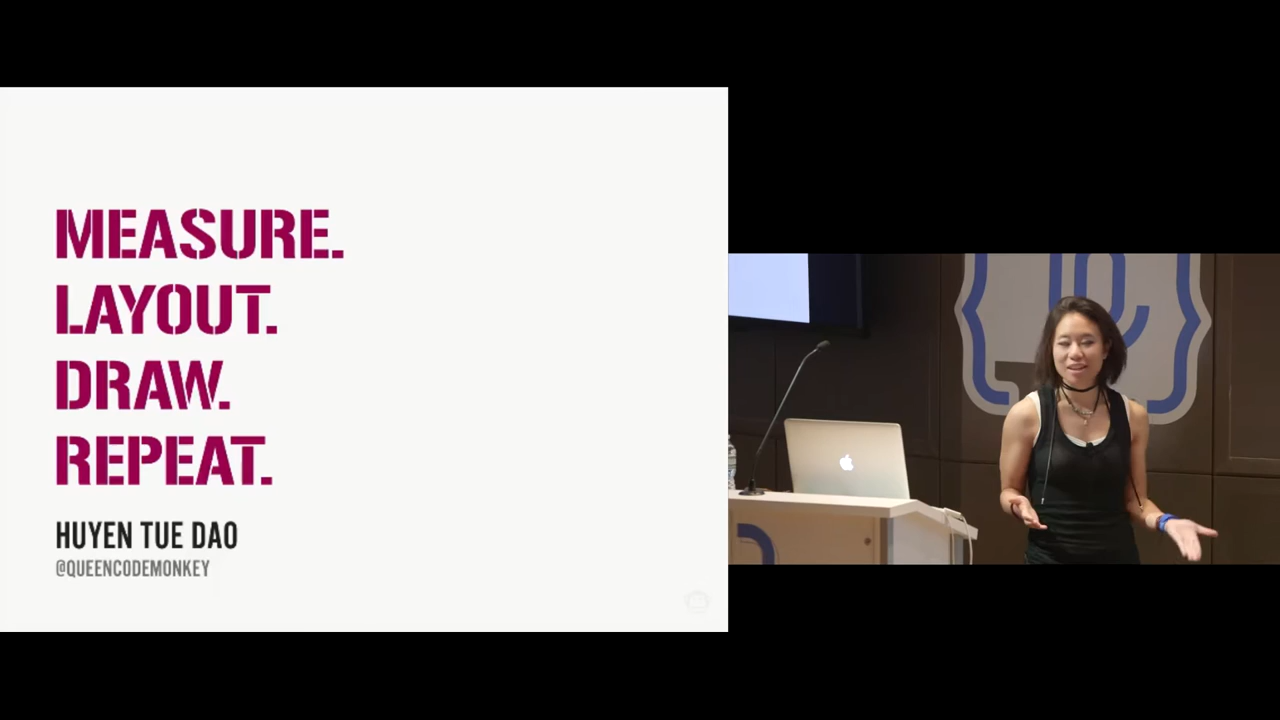 MEASURE.
LAYOUT.
DRAW.
REPEAT.
HUYEN TUE DAO
@QUEENCODEMONKEY